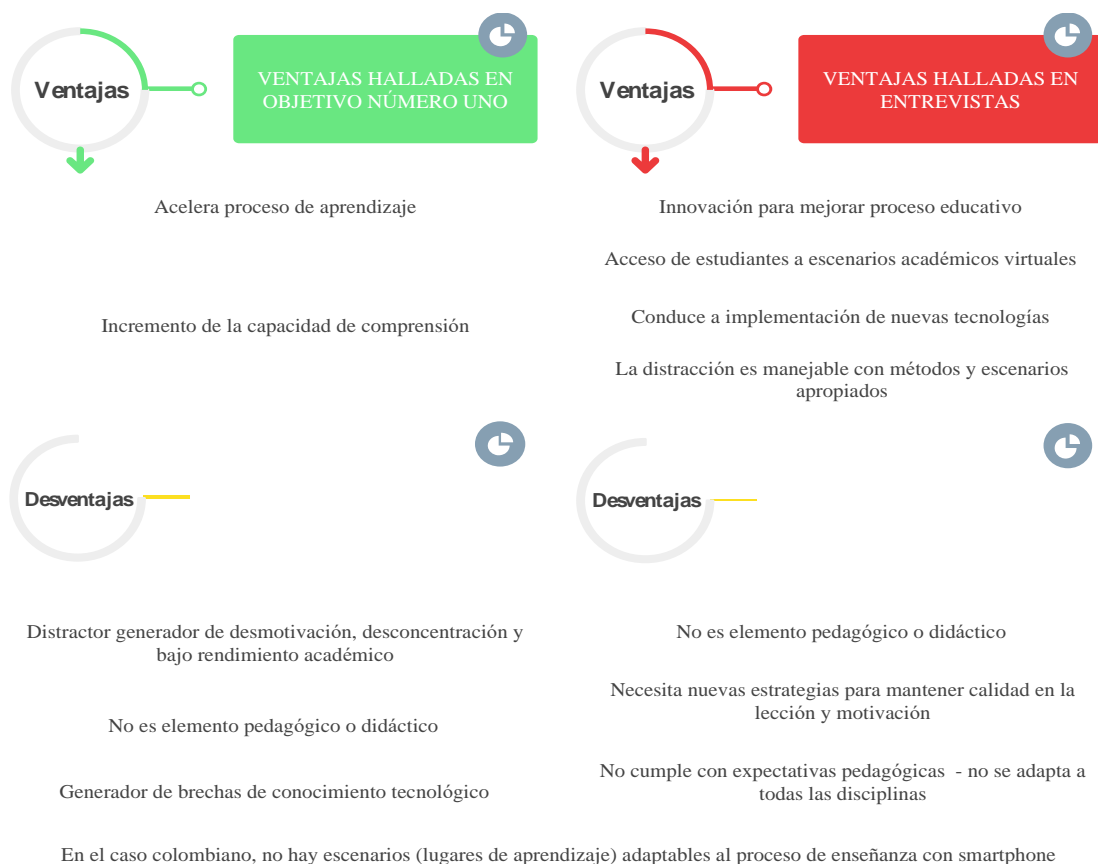 Ventajas
VENTAJAS HALLADAS EN
OBJETIVO NÚMERO UNO
Acelera proceso de aprendizaje
Incremento de la capacidad de comprensión
Ventajas
VENTAJAS HALLADAS EN
ENTREVISTAS
Innovación para mejorar proceso educativo
Acceso de estudiantes a escenarios académicos virtuales
Conduce a implementación de nuevas tecnologías
La distracción es manejable con métodos y escenarios
apropiados
Desventajas
Distractor generador de desmotivación, desconcentración y
bajo rendimiento académico
No es elemento pedagógico o didáctico
Generador de brechas de conocimiento tecnológico
Desventajas
No es elemento pedagógico o didáctico
Necesita nuevas estrategias para mantener calidad en la
lección y motivación
No cumple con expectativas pedagógicas - no se adapta a
todas las disciplinas
En el caso colombiano, no hay escenarios (lugares de aprendizaje) adaptables al proceso de enseñanza con smartphone